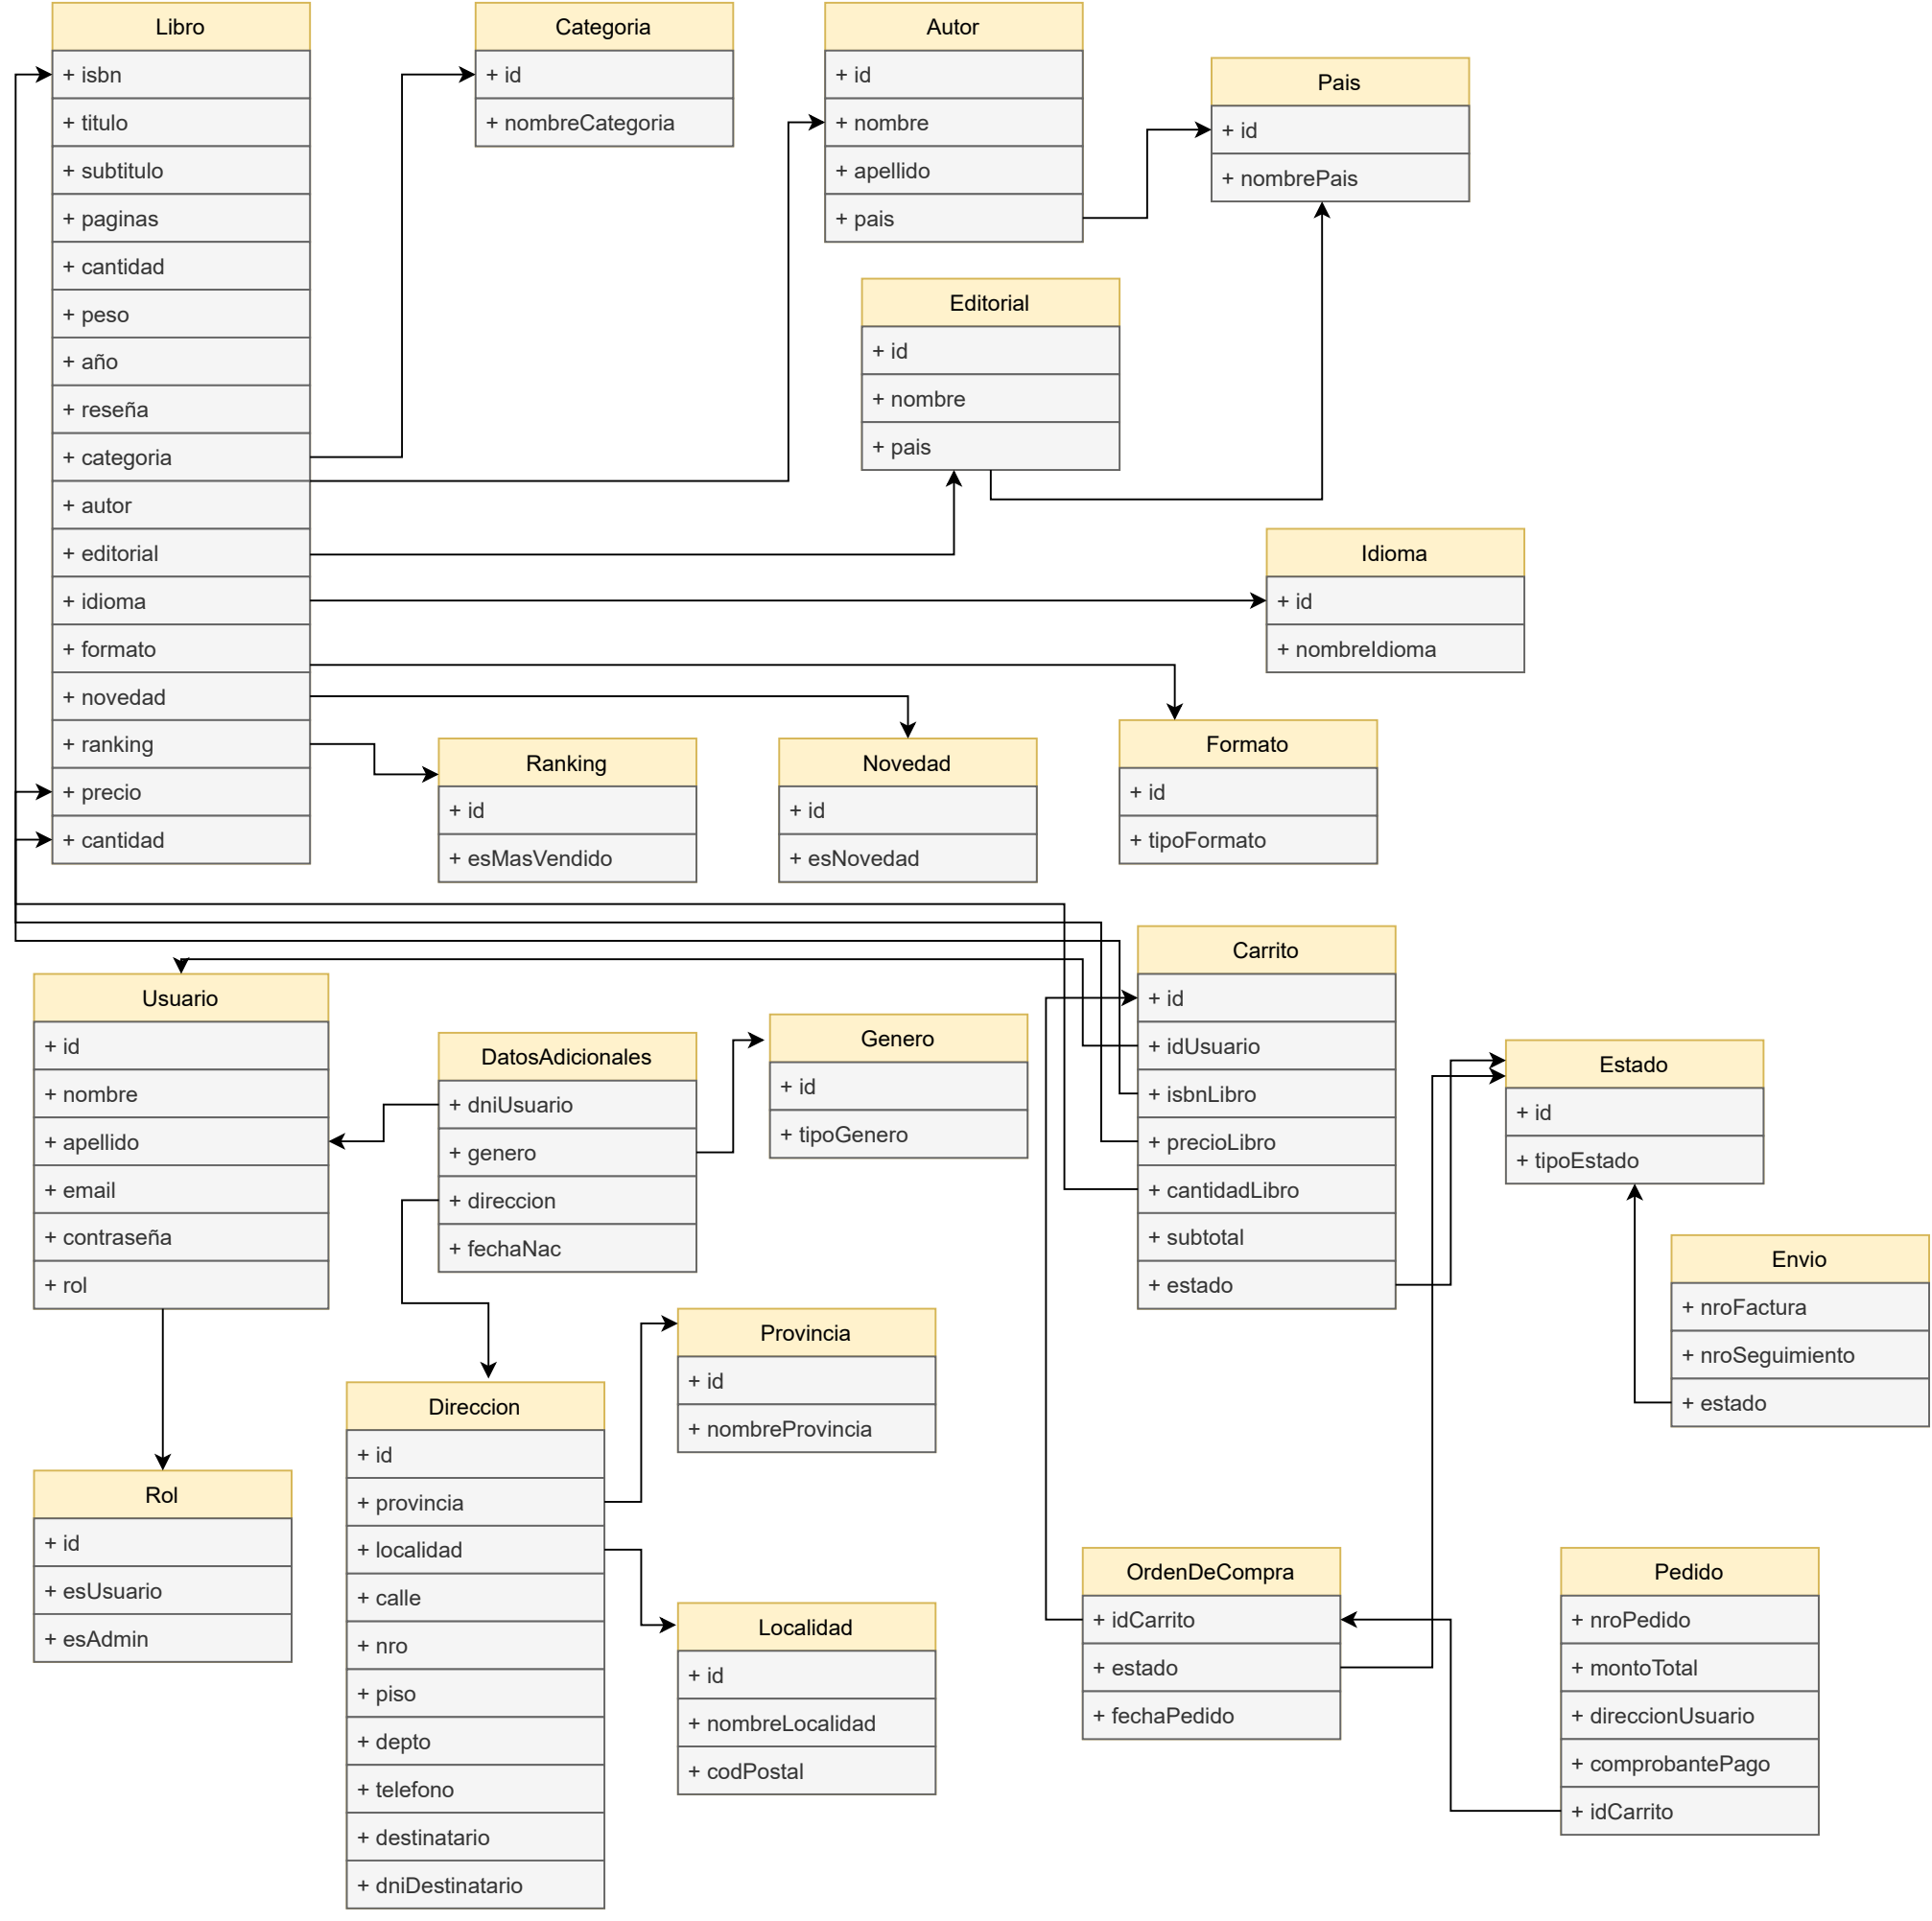 Libro
+ isbn
+ titulo
+ subtitulo
+ paginas
+ cantidad
+ peso
+ año
+ reseña
+ categoria
+ autor
+ editorial
+ idioma
+ formato
+ novedad
+ ranking
+ precio
+ cantidad
Categoria
+ id
+ nombreCategoria
Autor
+ id
+ nombre
+ apellido
+ pais
Pais
+ id
+ nombrePais
Editorial
+ id
+ nombre
+ pais
Idioma
+ id
+ nombreIdioma
Ranking
+ id
+ esMasVendido
Novedad
+ id
+ esNovedad
Formato
+ id
+ tipoFormato
Usuario
+ id
+ nombre
+ apellido
+ email
+ contraseña
+ rol
DatosAdicionales
+ dniUsuario
+ genero
+ direccion
+ fechaNac
Genero
+ id
+ tipoGenero
Carrito
+ id
+ idUsuario
+ isbnLibro
+ precioLibro
+ cantidadLibro
+ subtotal
+ estado
Estado
+ id
+ tipoEstado
Envio
+ nroFactura
+ nroSeguimiento
+ estado
Provincia
+ id
+ nombreProvincia
Direccion
+ id
+ provincia
+ localidad
+ calle
+ nro
+ piso
+ depto
+ telefono
+ destinatario
+ dniDestinatario
Rol
+ id
+ esUsuario
+ esAdmin
Localidad
+ id
+ nombreLocalidad
+ codPostal
OrdenDeCompra
+ idCarrito
+ estado
+ fechaPedido
Pedido
+ nroPedido
+ montoTotal
+ direccionUsuario
+ comprobantePago
+ idCarrito